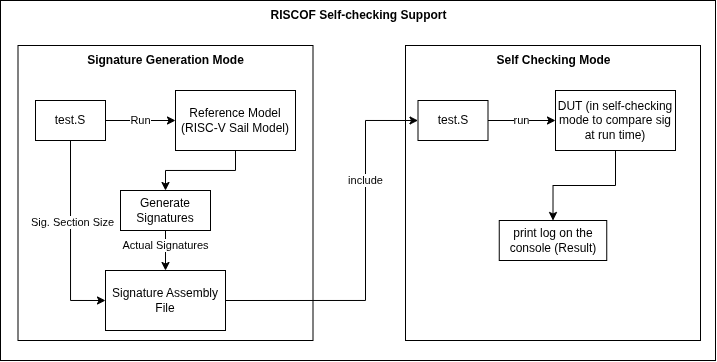 RISCOF Self-checking Support
Signature Generation Mode
test.S
Run
Reference Model
(RISC-V Sail Model)
Generate
Signatures
Sig. Section Size
Actual Signatures
Signature Assembly
File
include
Self Checking Mode
test.S
run
DUT (in self-checking
mode to compare sig
at run time)
print log on the
console (Result)